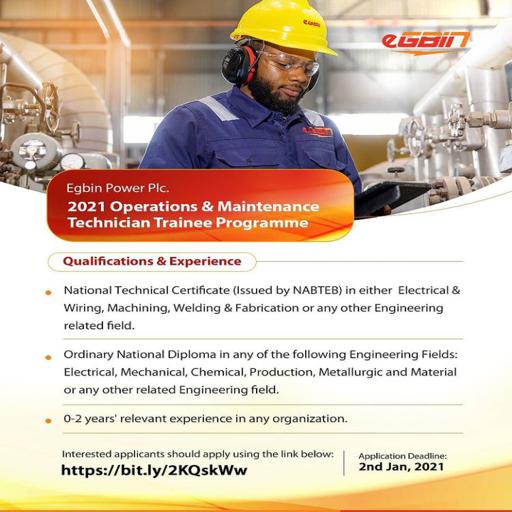 eGBIN
Egbin Power Plc.
2021 Operations & Maintenance
Technician Trainee Programme
Qualifications & Experience
National Technical Certificate (Issued by NABTEB) in either Electrical &
Wiring, Machining, Welding & Fabrication or any other Engineering
related field.
Ordinary National Diploma in any of the following Engineering Fields:
Electrical, Mechanical, Chemical, Production, Metallurgic and Material
or any other related Engineering field.
0-2 years' relevant experience in any organization.
Interested applicants should apply using the link below:
https://bit.ly/2KQskWw
Application Deadline:
2nd Jan, 2021